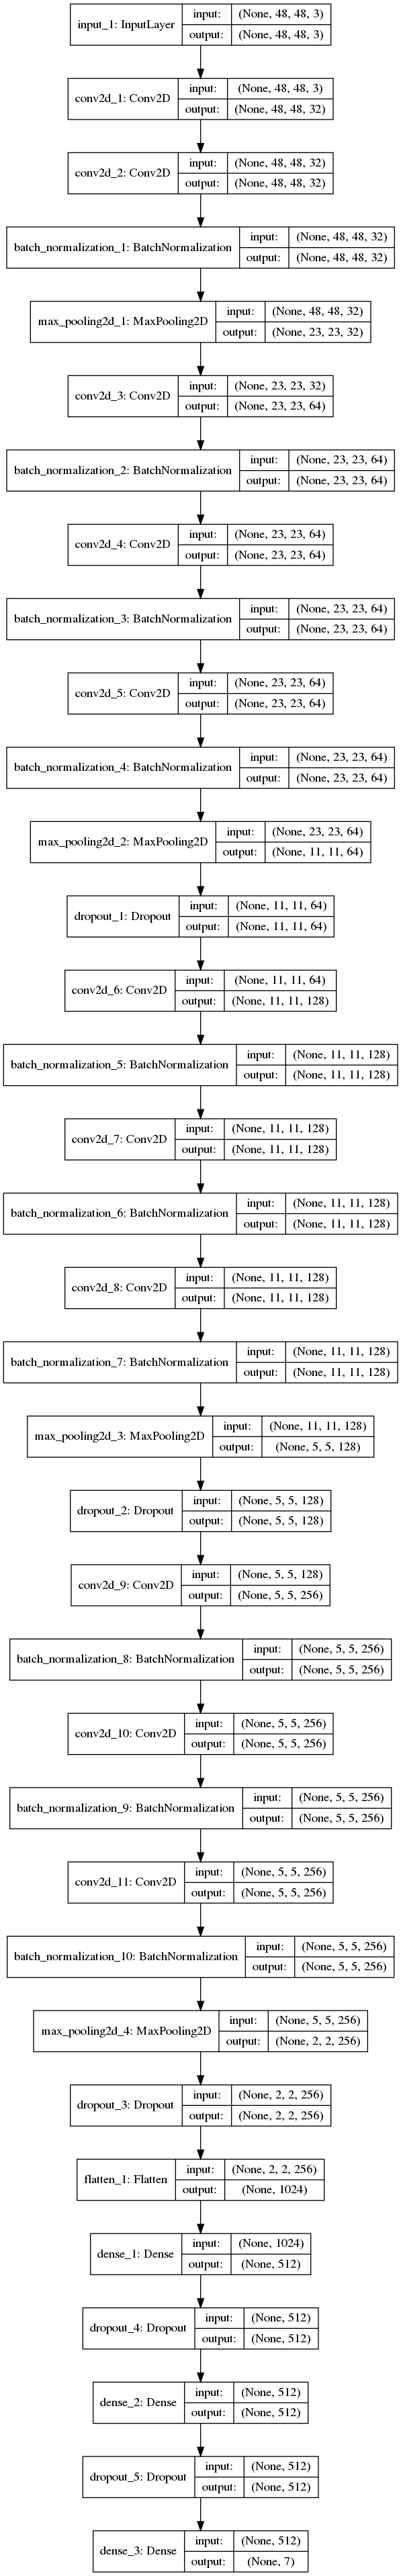 input_1: InputLayer input: (None, 48, 48, 3)
output: (None, 48, 48, 3)
conv2d_1: Conv2D input: (None, 48, 48, 3)
output: (None, 48, 48, 32)
conv2d_2: Conv2D input: (None, 48, 48, 32)
output: (None, 48, 48, 32)
batch_normalization_1: BatchNormalization input: (None, 48, 48, 32)
output: (None, 48, 48, 32)
max_pooling2d_1: MaxPooling2D input: (None, 48, 48, 32)
output: (None, 23, 23, 32)
conv2d_3: Conv2D input: (None, 23, 23, 32)
output: (None, 23, 23, 64)
batch_normalization_2: BatchNormalization input: (None, 23, 23, 64)
output: (None, 23, 23, 64)
conv2d_4: Conv2D input: (None, 23, 23, 64)
output: (None, 23, 23, 64)
batch_normalization_3: BatchNormalization input: (None, 23, 23, 64)
output: (None, 23, 23, 64)
conv2d_5: Conv2D input: (None, 23, 23, 64)
output: (None, 23, 23, 64)
batch_normalization_4: BatchNormalization input: (None, 23, 23, 64)
output: (None, 23, 23, 64)
max_pooling2d_2: MaxPooling2D input: (None, 23, 23, 64)
output: (None, 11, 11, 64)
dropout_1: Dropout input: (None, 11, 11, 64)
output: (None, 11, 11, 64)
conv2d_6: Conv2D input: (None, 11, 11, 64)
output: (None, 11, 11, 128)
batch_normalization_5: BatchNormalization input: (None, 11, 11, 128)
output: (None, 11, 11, 128)
conv2d_7: Conv2D input: (None, 11, 11, 128)
output: (None, 11, 11, 128)
batch_normalization_6: BatchNormalization input: (None, 11, 11, 128)
output: (None, 11, 11, 128)
conv2d_8: Conv2D input: (None, 11, 11, 128)
output: (None, 11, 11, 128)
batch_normalization_7: BatchNormalization input: (None, 11, 11, 128)
output: (None, 11, 11, 128)
max_pooling2d_3: MaxPooling2D input: (None, 11, 11, 128)
output: (None, 5, 5, 128)
dropout_2: Dropout input: (None, 5, 5, 128)
output: (None, 5, 5, 128)
conv2d_9: Conv2D input: (None, 5, 5, 128)
output: (None, 5, 5, 256)
batch_normalization_8: BatchNormalization input: (None, 5, 5, 256)
output: (None, 5, 5, 256)
conv2d_10: Conv2D input: (None, 5, 5, 256)
output: (None, 5, 5, 256)
batch_normalization_9: BatchNormalization input: (None, 5, 5, 256)
output: (None, 5, 5, 256)
conv2d_11: Conv2D input: (None, 5, 5, 256)
output: (None, 5, 5, 256)
batch_normalization_10: BatchNormalization input: (None, 5, 5, 256)
output: (None, 5, 5, 256)
max_pooling2d_4: MaxPooling2D input: (None, 5, 5, 256)
output: (None, 2, 2, 256)
dropout_3: Dropout input: (None, 2, 2, 256)
output: (None, 2, 2, 256)
flatten_1: Flatten input: (None, 2, 2, 256)
output: (None, 1024)
dense_1: Dense input: (None, 1024)
output: (None, 512)
dropout_4: Dropout input: (None, 512)
output: (None, 512)
dense_2: Dense input: (None, 512)
output: (None, 512)
dropout_5: Dropout input: (None, 512)
output: (None, 512)
dense_3: Dense input: (None, 512)
output: (None, 7)